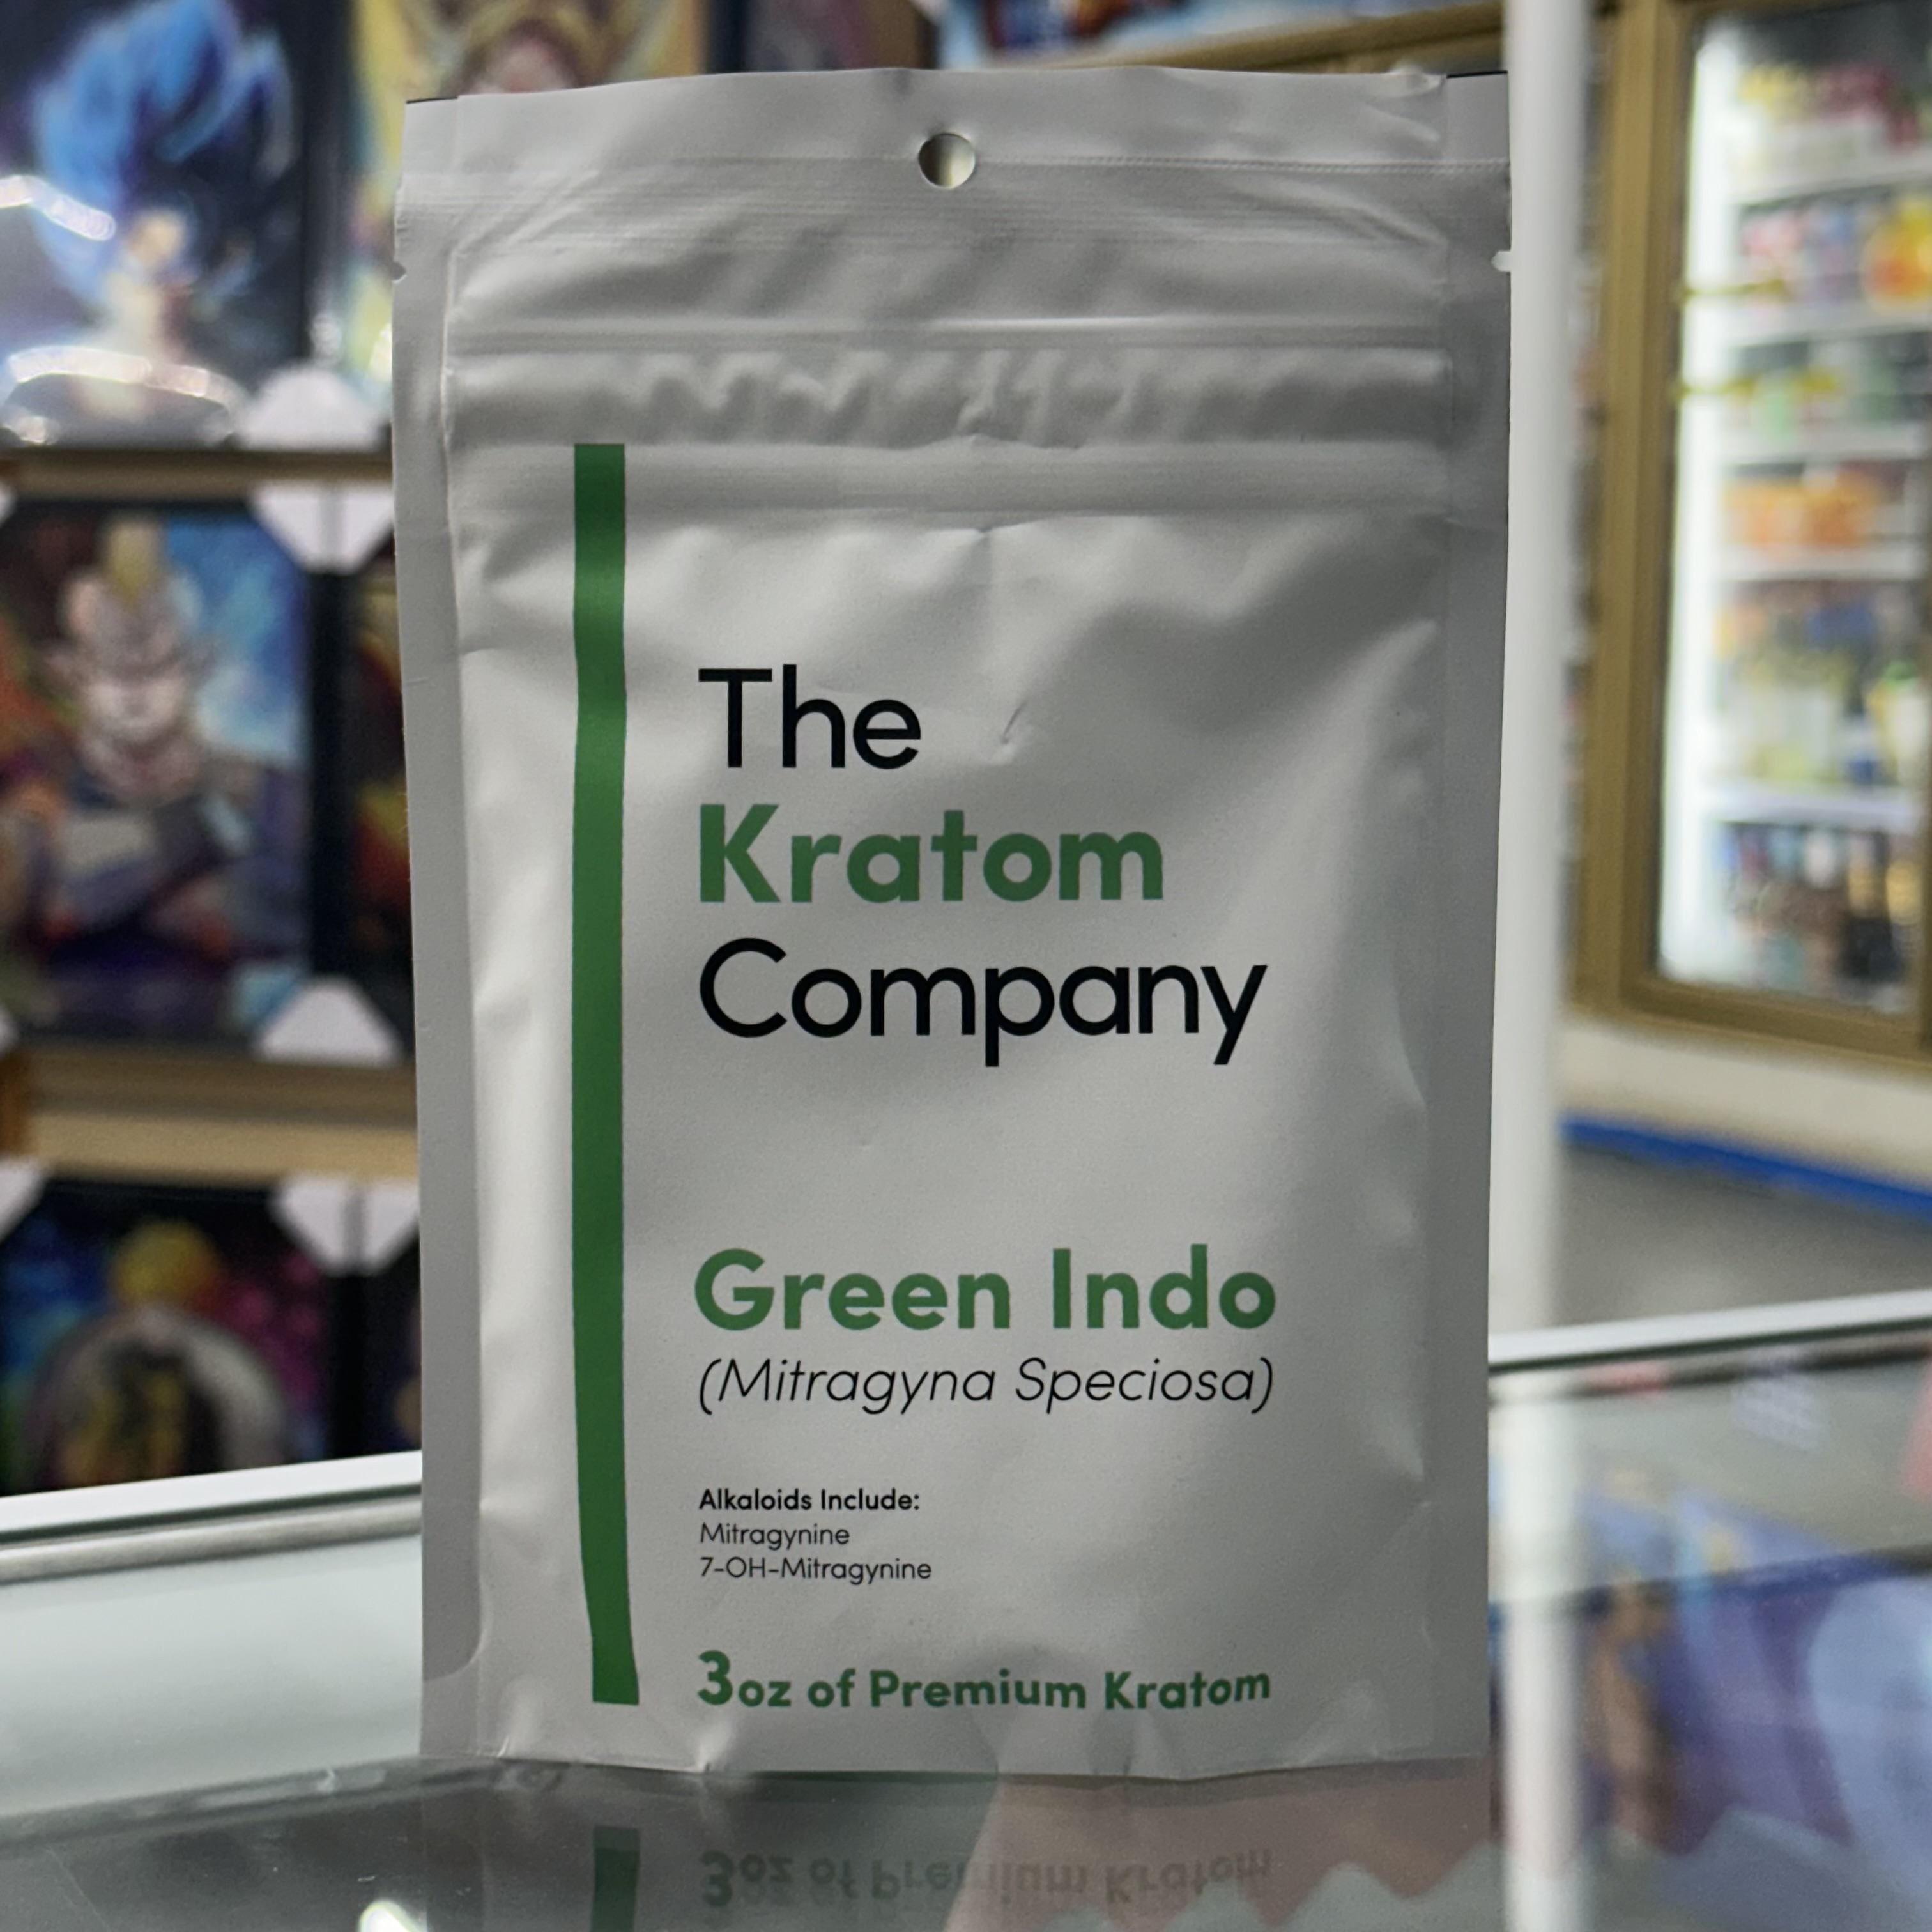 The
Kratom
Company
Green Indo
(Mitragyna Speciosa)
Alkaloids Include:
Mitragynine
7-OH-Mitragynine
3oz of Premium Kratom